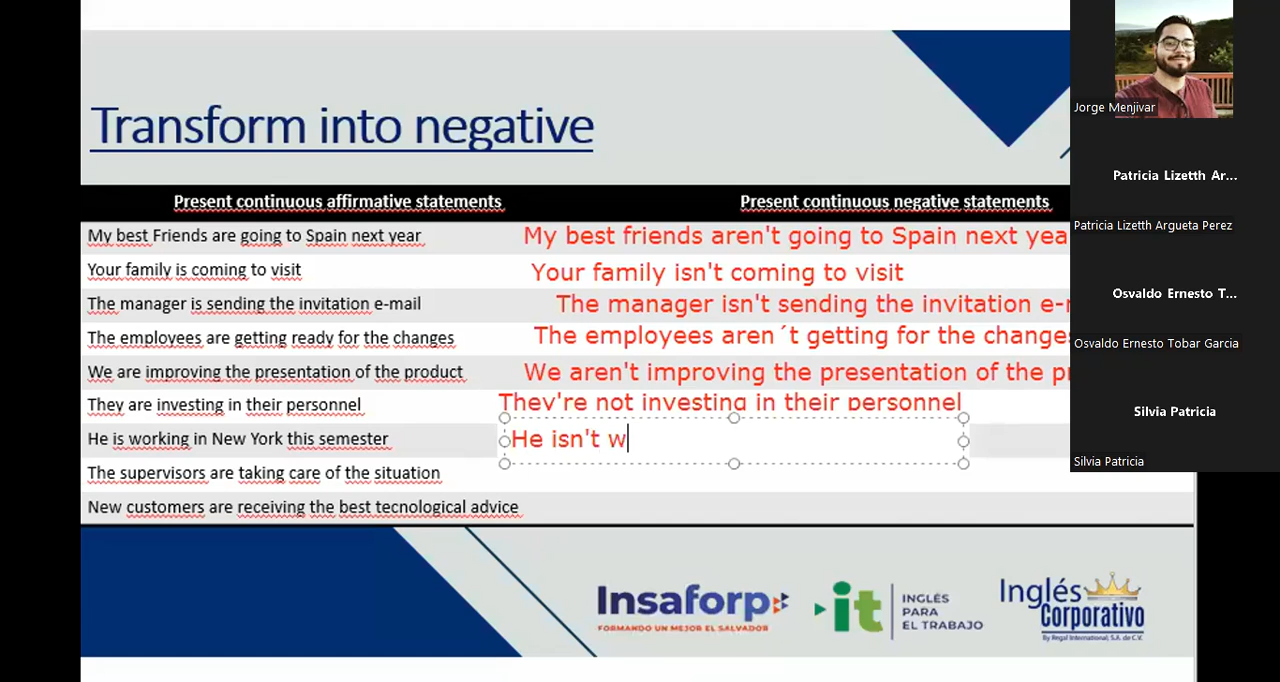 Transform into negative
Present continuous affirmative statements
Present continuous negative statements
My best Friends are going to Spain next year
My best friends aren't going to Spain next yea
Your family is coming to visit
Your family isn't coming to visit
The manager is sending the invitation e-mail
The manager isn't sending the invitation e-r
The employees are getting ready for the changes
The employees aren´t getting for the changes
We are improving the presentation of the product
We aren't improving the presentation of the pr
They are investing in their personnel
They're not investing in their personnel
He is working in New York this semester
He isn't w
The supervisors are taking care of the situation
New customers are receiving the best tecnological advice
Insaforp
FORMANDO UN MEJOR EL SALVADOR
it
INGLÉS
PARA
EL TRABAJO
Inglés
Corporativo
By Regal International, S.A. de C.V.
Jorge Menjivar
Patricia Lizetth Ar...
Patricia Lizetth Argueta Perez
Osvaldo Ernesto T...
Osvaldo Ernesto Tobar Garcia
Silvia Patricia
Silvia Patricia